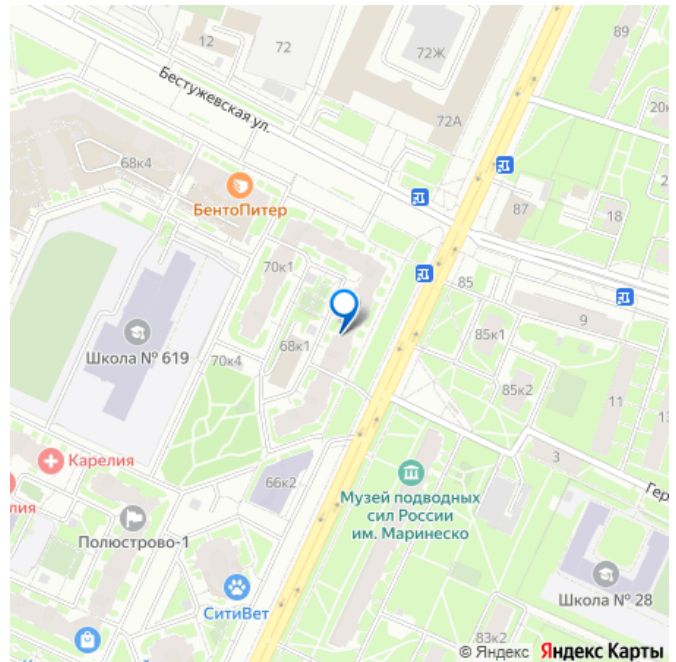 89
12
72
72Ж
Бестужевская ул.
72А
68к4
БентоПитер
87
18
70к1
85
9
85к1
Школа № 619
68к1
70к4
85к2
11
3
Карелия
66к2
Музей подводных
сил России
им. Маринеско
Полюстрово-1
СитиВет
Школа № 28
83к2
© Яндекс Яндекс Карты